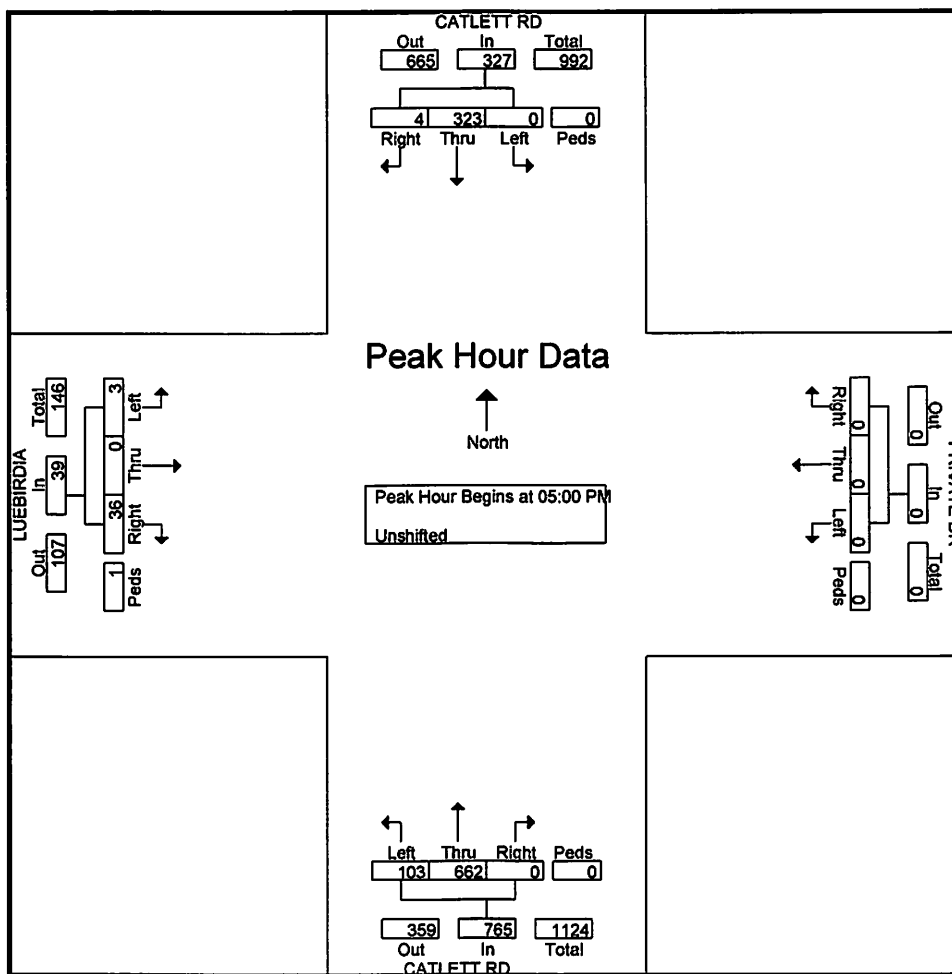 CATLETT RD
Out In Total
665 327 992
4 323 0 0
Right Thru Left Peds
Peak Hour Data
North
Peak Hour Begins at 05:00 PM
Unshifted
LUEBIRDIA
Total In Out
146 39 107
3 0 36 1
Left Thru Right Peds
Out In Total
0 0 0
Right Thru Left Peds
0 0 0 0
Left Thru Right Peds
103 662 0 0
359 765 1124
Out In Total
CATLETT RD